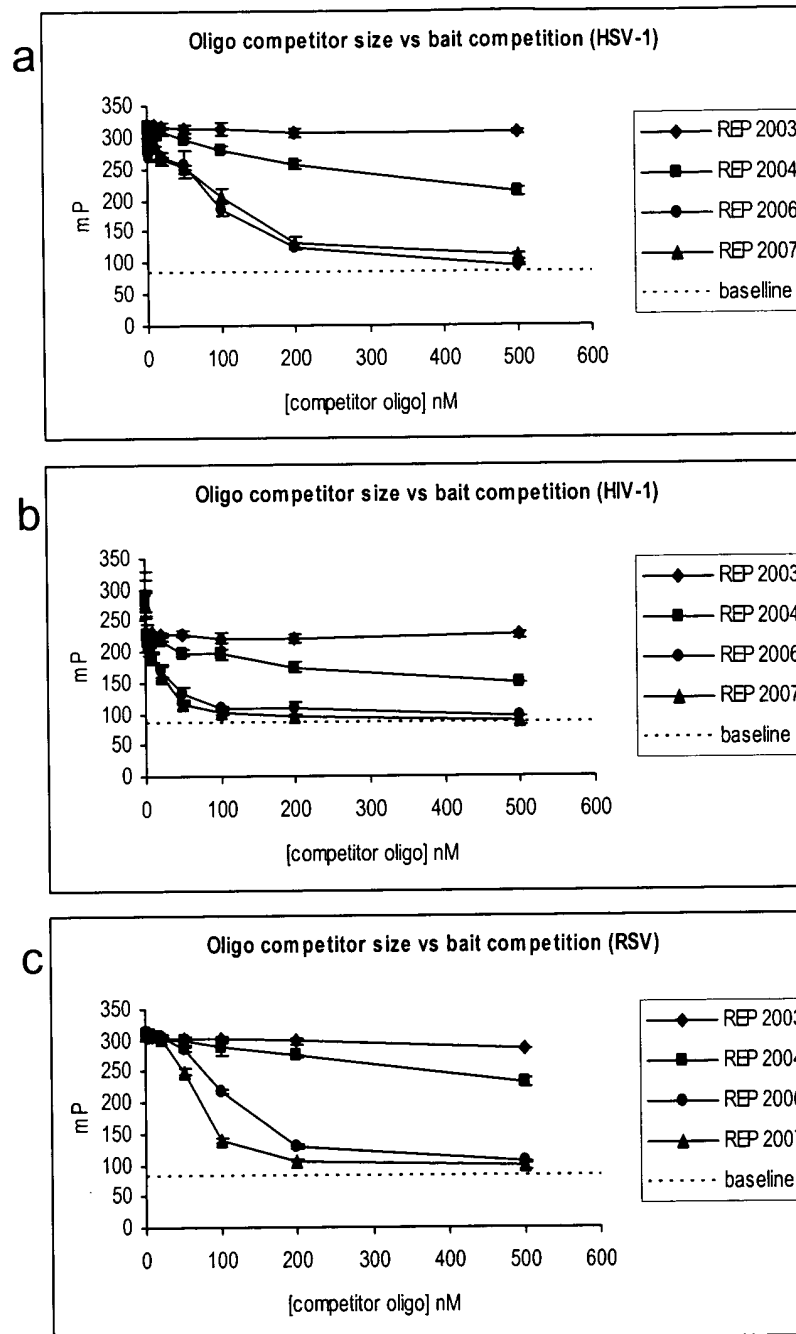 a
Oligo competitor size vs bait competition (HSV-1)
350
300
250
200
150
100
50
0
mP
0 100 200 300 400 500 600
[competitor oligo] nM
REP 2003
REP 2004
REP 2006
REP 2007
baselline
b
Oligo competitor size vs bait competition (HIV-1)
350
300
250
200
150
100
50
0
mP
0 100 200 300 400 500 600
[competitor oligo] nM
REP 2003
REP 2004
REP 2006
REP 2007
baseline
c
Oligo competitor size vs bait competition (RSV)
350
300
250
200
150
100
50
0
mP
0 100 200 300 400 500 600
[competitor oligo] nM
REP 2003
REP 2004
REP 2006
REP 2007
baseline